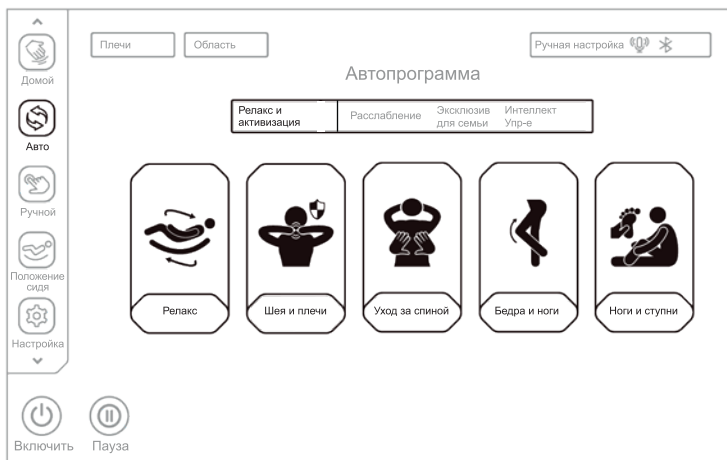 Плечи
Область
Ручная настройка
Домой
Автопрограмма
Релакс и
активизация
Расслабление
Эксклюзив
для семьи
Интеллект
Упр-е
Авто
Ручной
Положение
сидя
Настройка
Релакс
Шея и плечи
Уход за спиной
Бедра и ноги
Ноги и ступни
Включить
Пауза